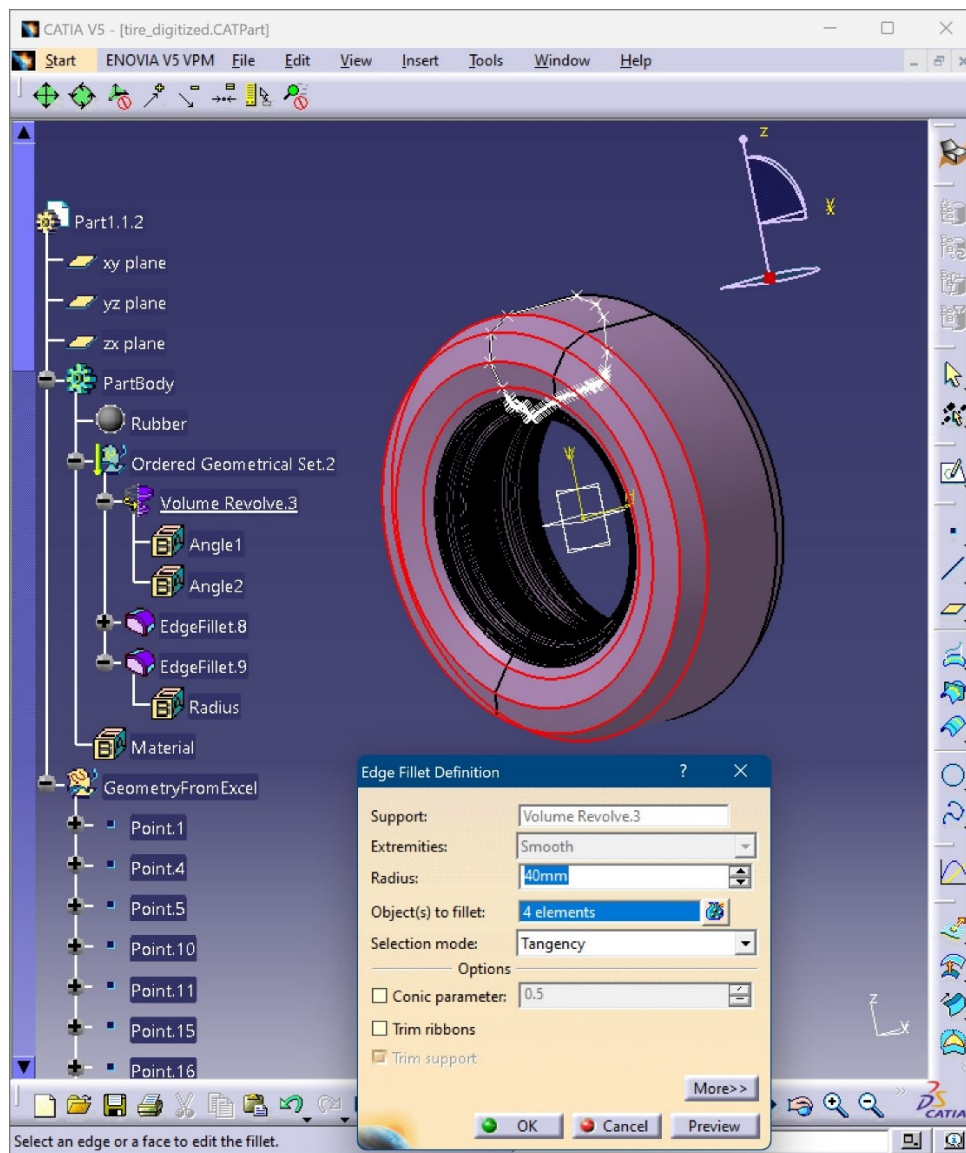 CATIA V5 - [tire_digitized.CATPart]
Start ENOVIA V5 VPM File Edit View Insert Tools Window Help
z
Part1.1.2
xy plane
yz plane
zx plane
PartBody
Rubber
Ordered Geometrical Set.2
Volume Revolve.3
Angle1
Angle2
EdgeFillet.8
EdgeFillet.9
Radius
Material
GeometryFromExcel
Point.1
Point.4
Point.5
Point.10
Point.11
Point.15
Point.16
Edge Fillet Definition ? ×
Support: Volume Revolve.3
Extremities: Smooth
Radius: 40mm
Object(s) to fillet: 4 elements
Selection mode: Tangency
Options
Conic parameter: 0.5
Trim ribbons
Trim support
More>>
OK Cancel Preview
z
x
CATIA
Select an edge or a face to edit the fillet.